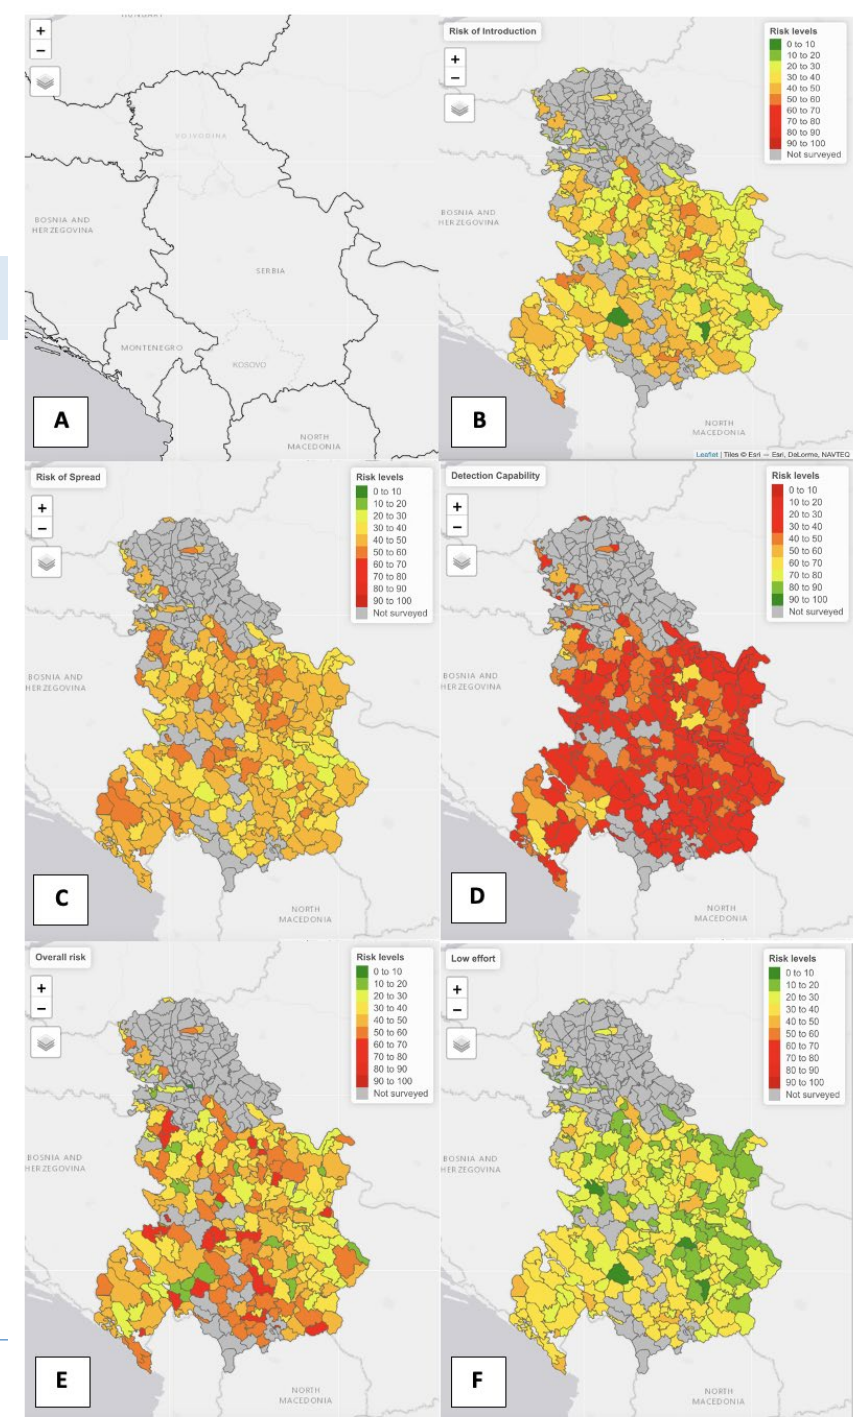 HUNGARY
+
−
VOJVODINA
BOSNIA AND
HERZEGOVINA
SERBIA
MONTENEGRO
KOSOVO
NORTH
MACEDONIA
A
Risk of Introduction
+
−
Risk levels
0 to 10
10 to 20
20 to 30
30 to 40
40 to 50
50 to 60
60 to 70
70 to 80
80 to 90
90 to 100
Not surveyed
BOSNIA AND
HERZEGOVINA
NORTH
MACEDONIA
B
Leaflet | Tiles © Esri — Esri, DeLorme, NAVTEQ
Risk of Spread
+
−
Risk levels
0 to 10
10 to 20
20 to 30
30 to 40
40 to 50
50 to 60
60 to 70
70 to 80
80 to 90
90 to 100
Not surveyed
BOSNIA AND
HERZEGOVINA
NORTH
MACEDONIA
C
Detection Capability
+
−
Risk levels
0 to 10
10 to 20
20 to 30
30 to 40
40 to 50
50 to 60
60 to 70
70 to 80
80 to 90
90 to 100
Not surveyed
BOSNIA AND
HERZEGOVINA
NORTH
MACEDONIA
D
Overall risk
+
−
Risk levels
0 to 10
10 to 20
20 to 30
30 to 40
40 to 50
50 to 60
60 to 70
70 to 80
80 to 90
90 to 100
Not surveyed
BOSNIA AND
HERZEGOVINA
NORTH
MACEDONIA
E
Low effort
+
−
Risk levels
0 to 10
10 to 20
20 to 30
30 to 40
40 to 50
50 to 60
60 to 70
70 to 80
80 to 90
90 to 100
Not surveyed
BOSNIA AND
HERZEGOVINA
NORTH
MACEDONIA
F